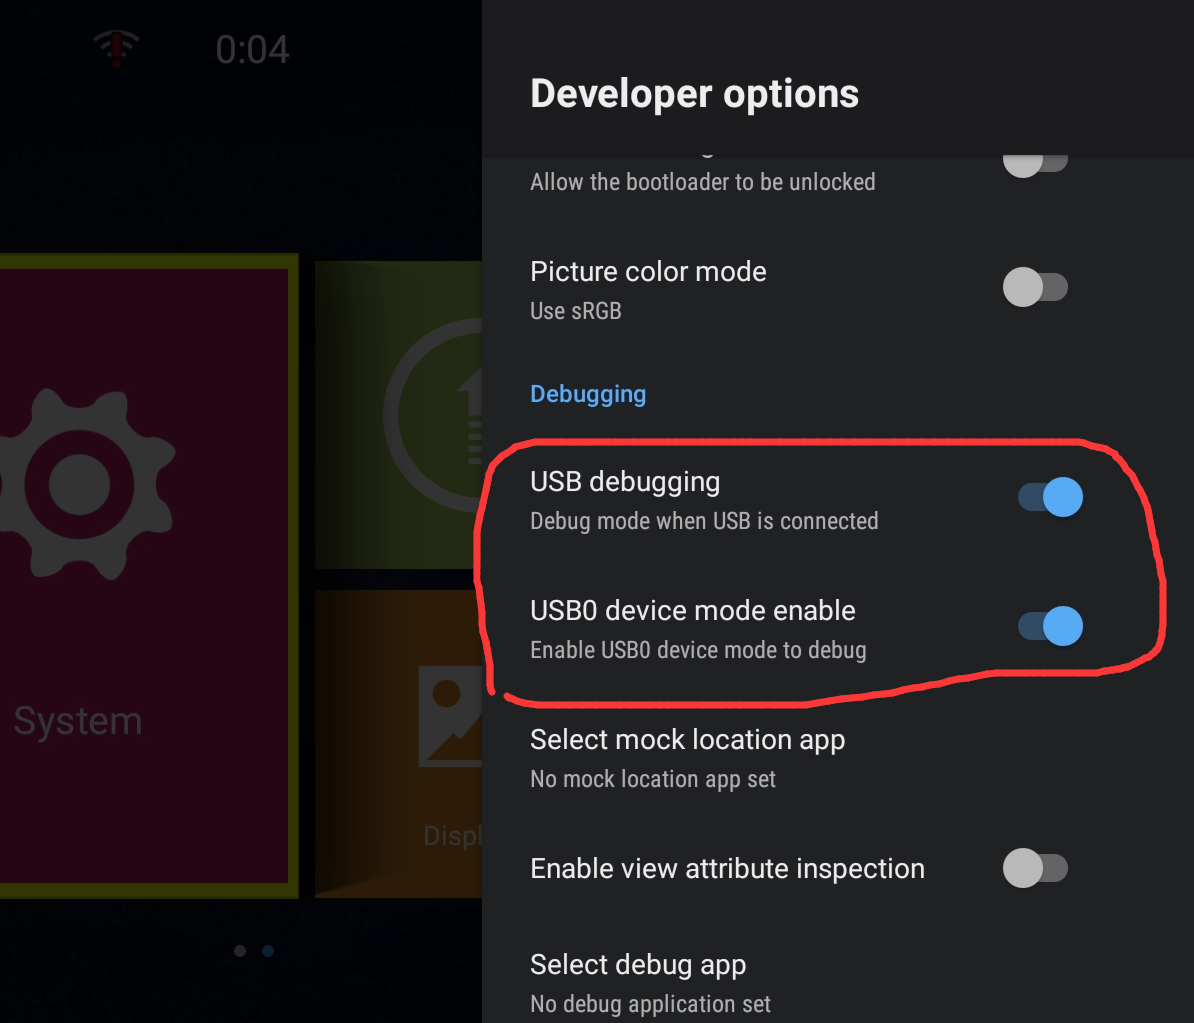 0:04
Developer options
Allow the bootloader to be unlocked
Picture color mode
Use sRGB
Debugging
USB debugging
Debug mode when USB is connected
USB0 device mode enable
Enable USB0 device mode to debug
System
Select mock location app
No mock location app set
Enable view attribute inspection
Select debug app
No debug application set